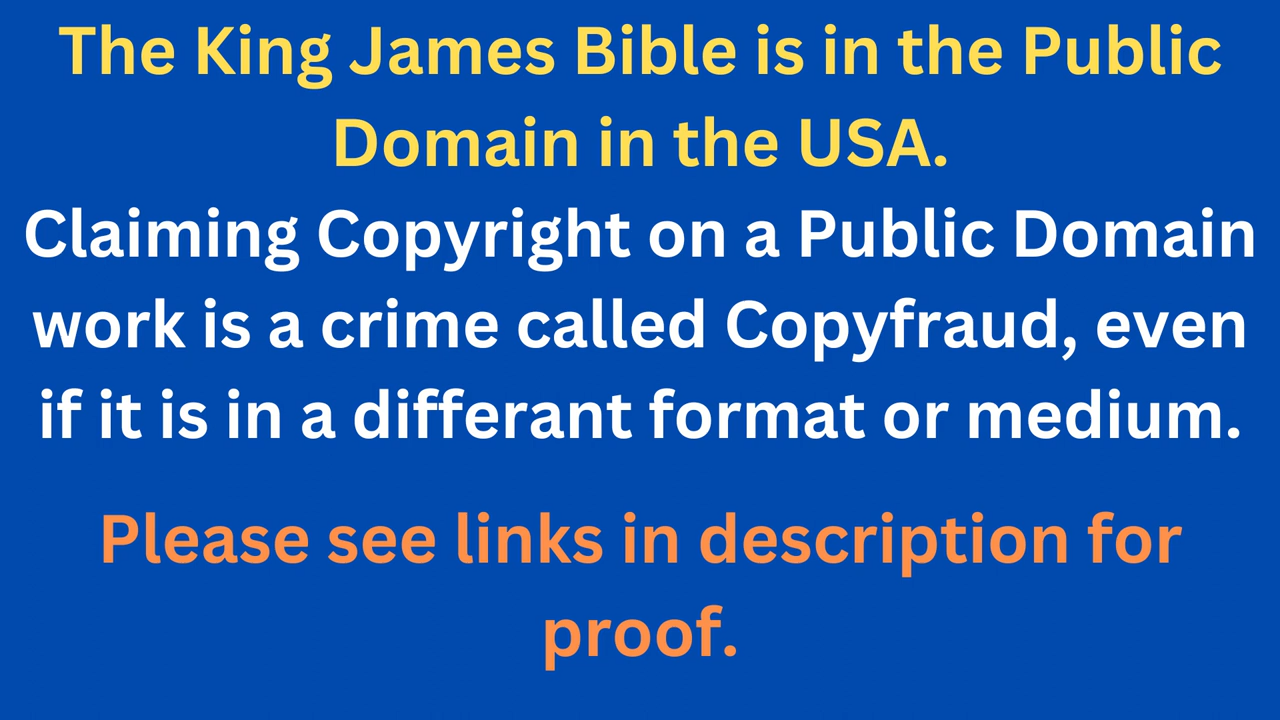 The King James Bible is in the Public
Domain in the USA.
Claiming Copyright on a Public Domain
work is a crime called Copyfraud, even
if it is in a differant format or medium.
Please see links in description for
proof.